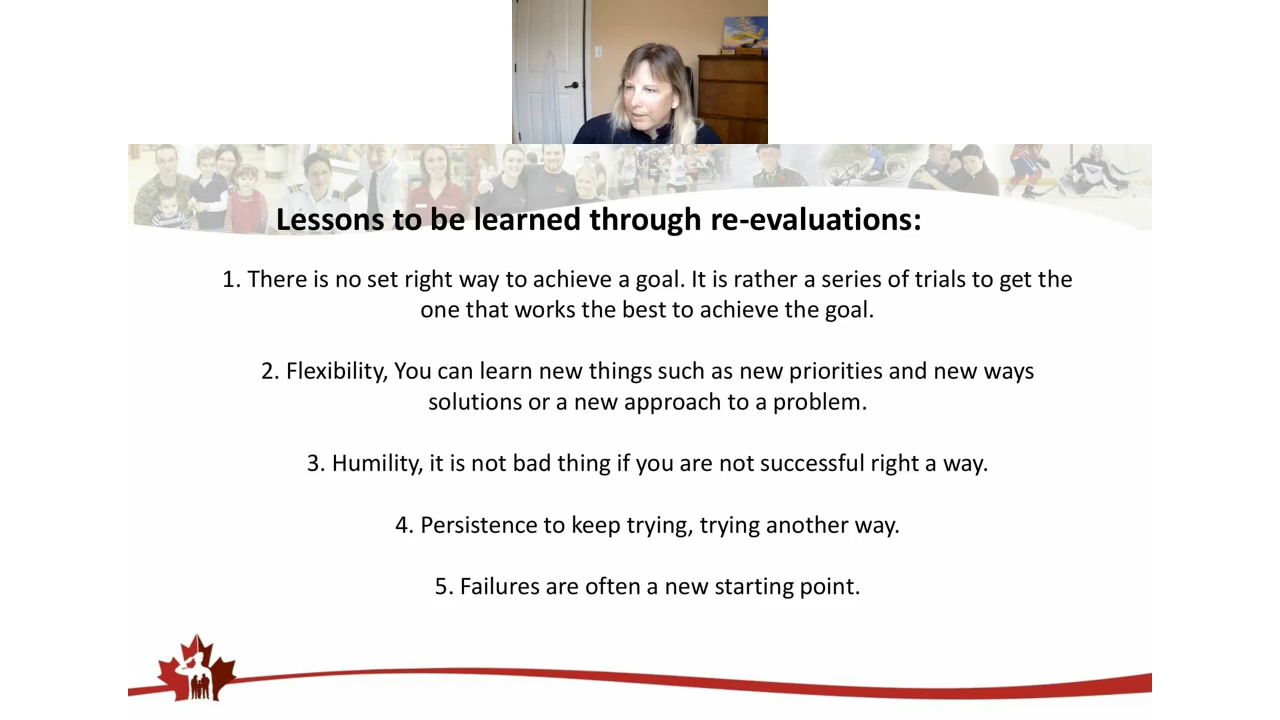 Lessons to be learned through re-evaluations:
1. There is no set right way to achieve a goal. It is rather a series of trials to get the
one that works the best to achieve the goal.
2. Flexibility, You can learn new things such as new priorities and new ways
solutions or a new approach to a problem.
3. Humility, it is not bad thing if you are not successful right a way.
4. Persistence to keep trying, trying another way.
5. Failures are often a new starting point.